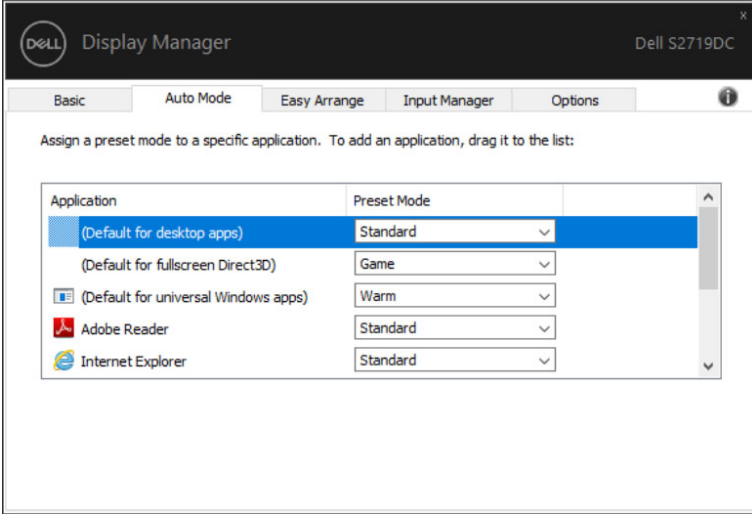 x
DELL Display Manager Dell S2719DC
Basic Auto Mode Easy Arrange Input Manager Options
Assign a preset mode to a specific application. To add an application, drag it to the list:
Application Preset Mode
(Default for desktop apps) Standard
(Default for fullscreen Direct3D) Game
(Default for universal Windows apps) Warm
Adobe Reader Standard
Internet Explorer Standard